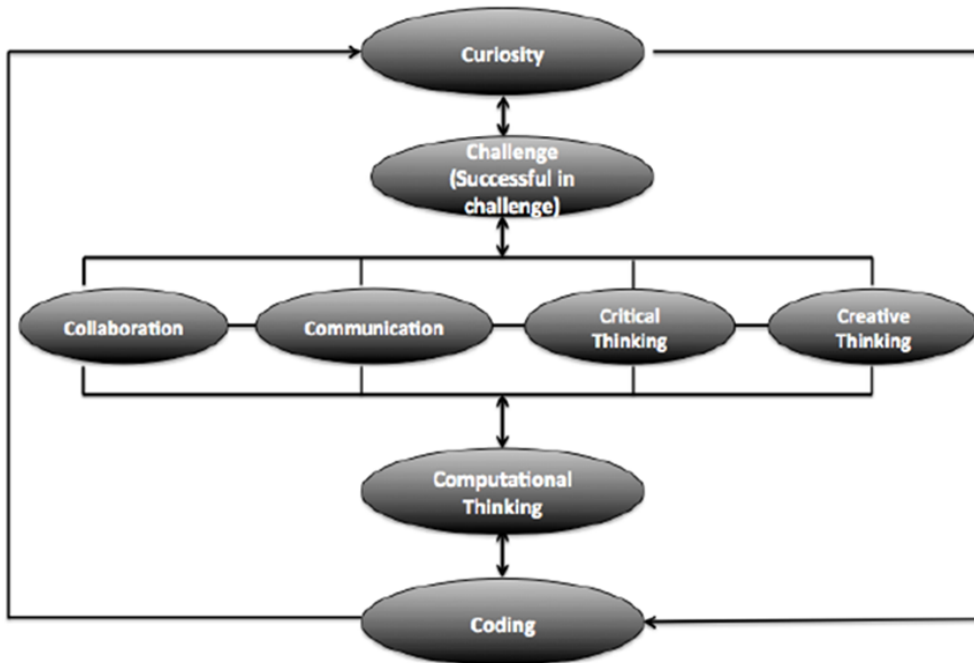 Curiosity
Challenge
(Successful in
challenge)
Collaboration
Communication
Critical
Thinking
Creative
Thinking
Computational
Thinking
Coding